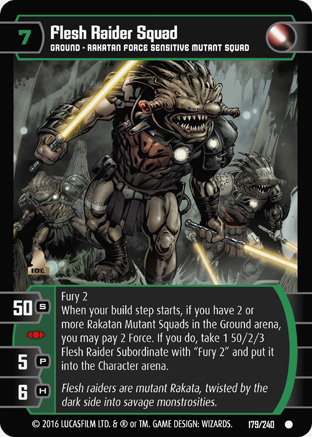 7
Flesh Raider Squad
GROUND - RAKATAN FORCE SENSITIVE MUTANT SQUAD
IDC
50 S
5 P
6 H
Fury 2
When your build step starts, if you have 2 or
more Rakatan Mutant Squads in the Ground arena,
you may pay 2 Force. If you do, take 1 50/2/3
Flesh Raider Subordinate with “Fury 2” and put it
into the Character arena.
Flesh raiders are mutant Rakata, twisted by the
dark side into savage monstrosities.
© 2016 LUCASFILM LTD. & ® OR TM. GAME DESIGN: WIZARDS.
179/240